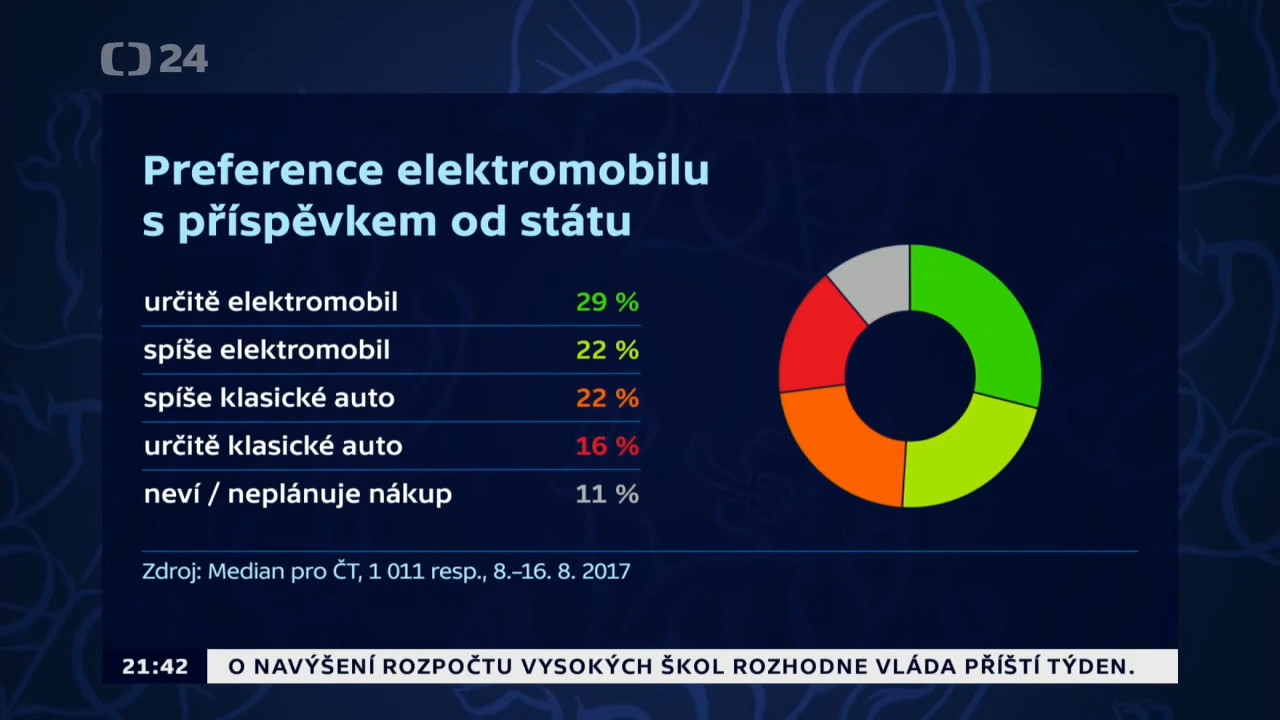 24
Preference elektromobilu
s příspěvkem od státu
určitě elektromobil 29 %
spíše elektromobil 22 %
spíše klasické auto 22 %
určitě klasické auto 16 %
neví / neplánuje nákup 11 %
Zdroj: Median pro ČT, 1 011 resp., 8.–16. 8. 2017
21:42 O NAVÝŠENÍ ROZPOČTU VYSOKÝCH ŠKOL ROZHODNE VLÁDA PŘÍŠTÍ TÝDEN.